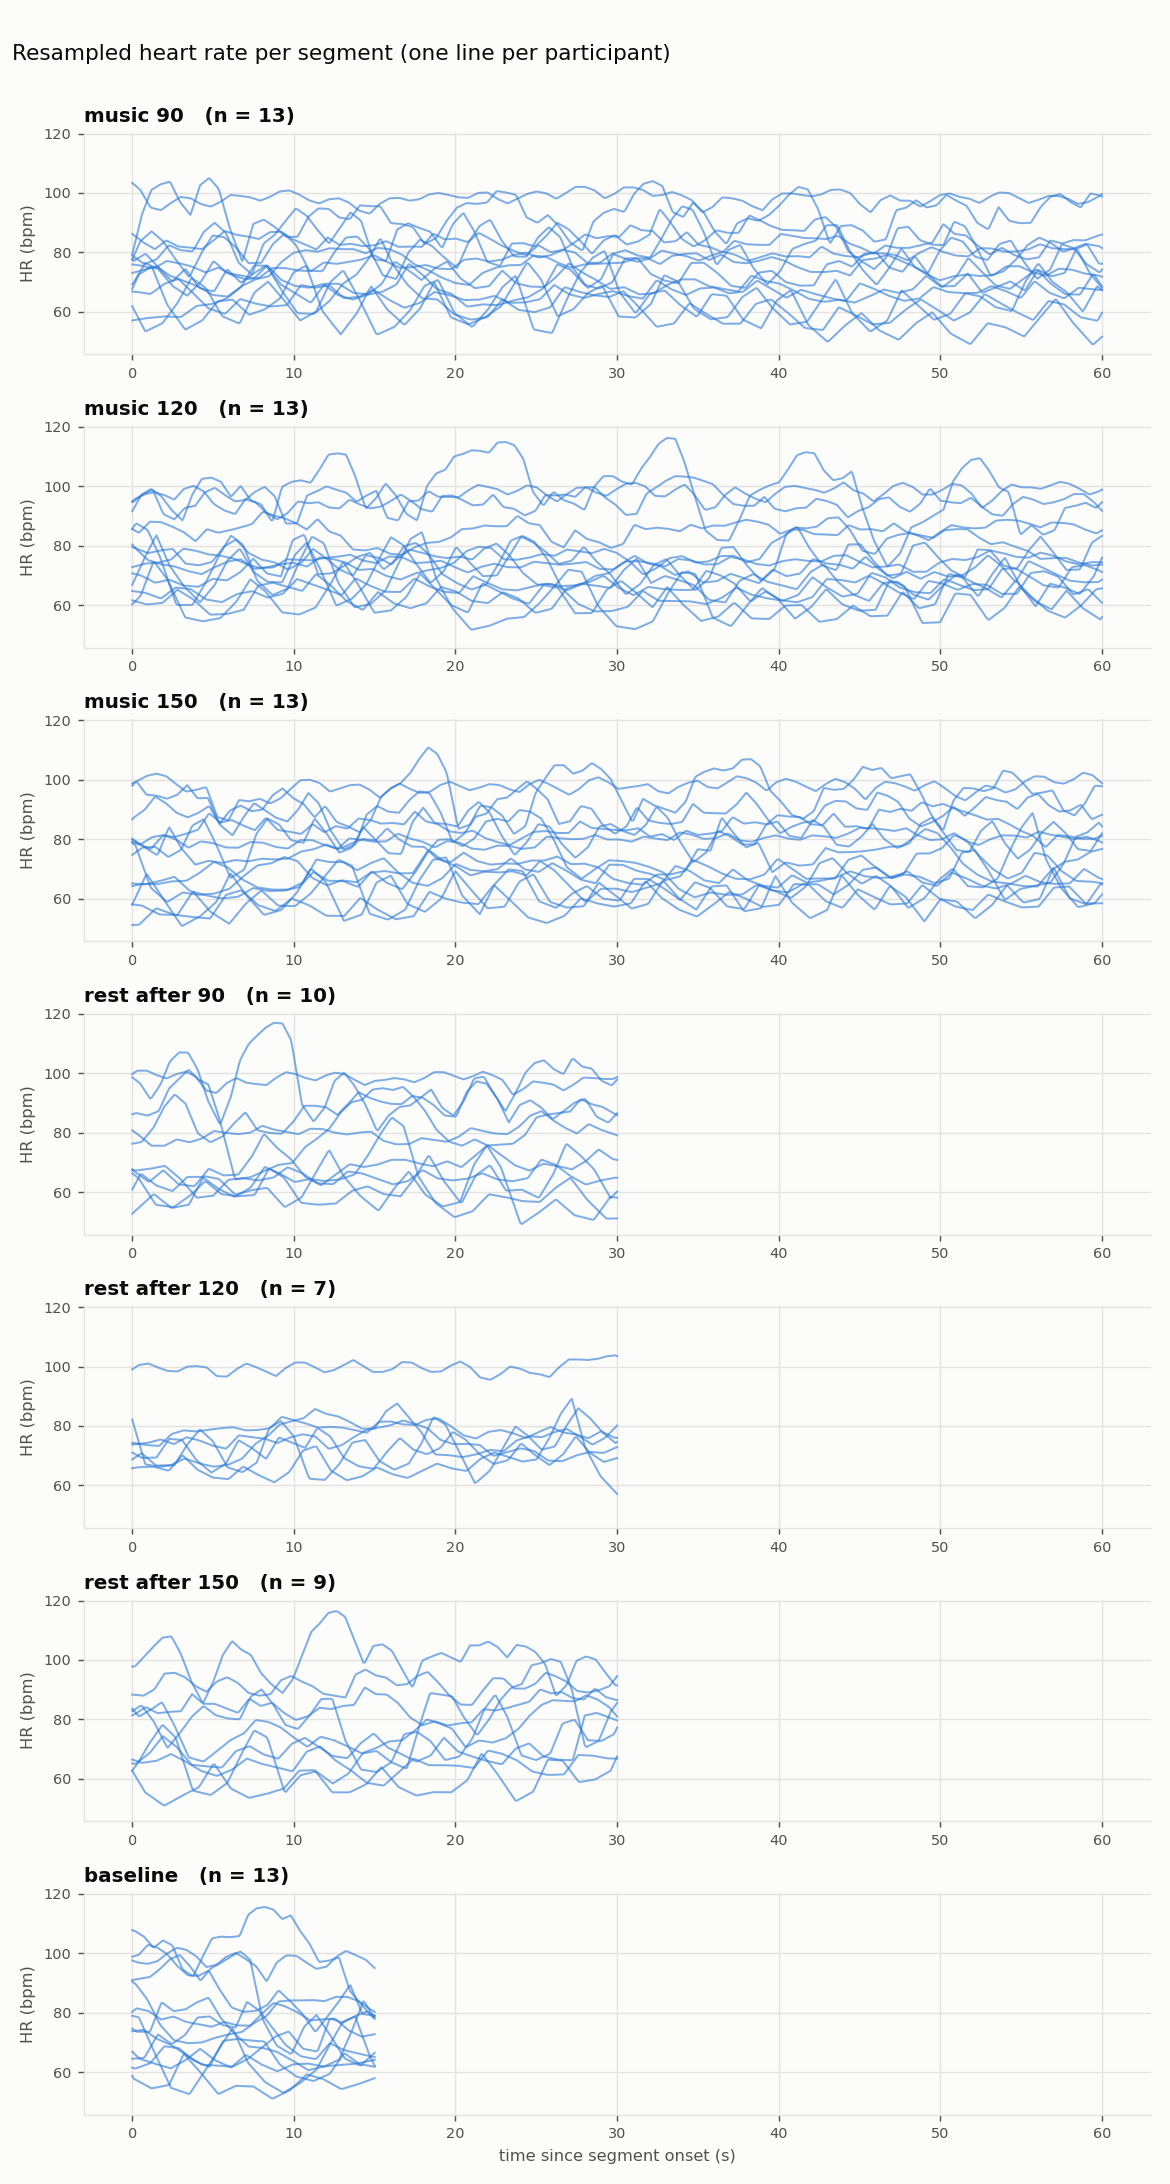 Resampled heart rate per segment (one line per participant)
music 90   (n = 13)
120
100
80
60
HR (bpm)
0 10 20 30 40 50 60
music 120   (n = 13)
120
100
80
60
HR (bpm)
0 10 20 30 40 50 60
music 150   (n = 13)
120
100
80
60
HR (bpm)
0 10 20 30 40 50 60
rest after 90   (n = 10)
120
100
80
60
HR (bpm)
0 10 20 30 40 50 60
rest after 120   (n = 7)
120
100
80
60
HR (bpm)
0 10 20 30 40 50 60
rest after 150   (n = 9)
120
100
80
60
HR (bpm)
0 10 20 30 40 50 60
baseline   (n = 13)
120
100
80
60
HR (bpm)
0 10 20 30 40 50 60
time since segment onset (s)